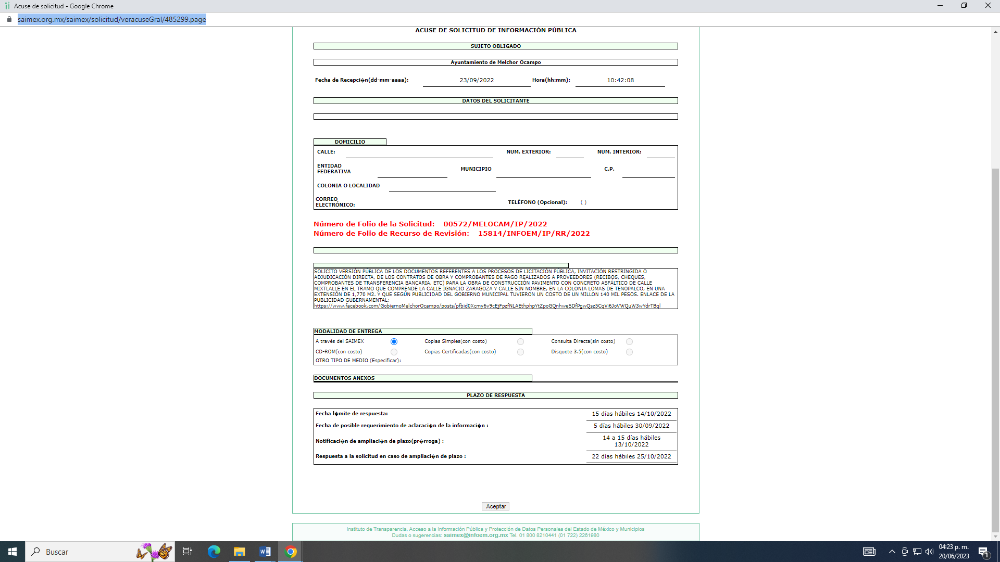 Acuse de solicitud - Google Chrome
saimex.org.mx/saimex/solicitud/veracuseGral/485299.page
ACUSE DE SOLICITUD DE INFORMACIÓN PÚBLICA
SUJETO OBLIGADO
Ayuntamiento de Melchor Ocampo
Fecha de Recepci�n(dd-mm-aaaa): 23/09/2022 Hora(hh:mm): 10:42:08
DATOS DEL SOLICITANTE
DOMICILIO
CALLE: NUM. EXTERIOR: NUM. INTERIOR:
ENTIDAD
FEDERATIVA MUNICIPIO C.P.
COLONIA O LOCALIDAD
CORREO
ELECTRÓNICO: TELÉFONO (Opcional): ( )
Número de Folio de la Solicitud: 00572/MELOCAM/IP/2022
Número de Folio de Recurso de Revisión: 15814/INFOEM/IP/RR/2022
SOLICITO VERSIÓN PÚBLICA DE LOS DOCUMENTOS REFERENTES A LOS PROCESOS DE LICITACIÓN PÚBLICA, INVITACIÓN RESTRINGIDA O
ADJUDICACIÓN DIRECTA, DE LOS CONTRATOS DE OBRA Y COMPROBANTES DE PAGO REALIZADOS A PROVEEDORES (RECIBOS, CHEQUES,
COMPROBANTES DE TRANSFERENCIA BANCARIA, ETC) PARA LA OBRA DE CONSTRUCCIÓN PAVIMENTO CON CONCRETO ASFÁLTICO DE CALLE
MIXTLALLE EN EL TRAMO QUE COMPRENDE LA CALLE IGNACIO ZARAGOZA Y CALLE SIN NOMBRE, EN LA COLONIA LOMAS DE TENOPALCO, EN UNA
EXTENSIÓN DE 1,770 M2. Y QUE SEGÚN PUBLICIDAD DEL GOBIERNO MUNICIPAL TUVIERON UN COSTO DE UN MILLON 140 MIL PESOS. ENLACE DE LA
PUBLICIDAD GUBERNAMENTAL:
https://www.facebook.com/GobiernoMelchorOcampo/posts/pfbid0Xcmy6v9cEjFpzfNLAEthphpYtZpoGQnhweSDfPgwQsz5CqVi6JoVWQuW3wYdrTBql
MODALIDAD DE ENTREGA
A través del SAIMEX Copias Simples(con costo) Consulta Directa(sin costo)
CD-ROM(con costo) Copias Certificadas(con costo) Disquete 3.5(con costo)
OTRO TIPO DE MEDIO (Especificar):
DOCUMENTOS ANEXOS
PLAZO DE RESPUESTA
Fecha l�mite de respuesta: 15 días hábiles 14/10/2022
Fecha de posible requerimiento de aclaraci�n de la informaci�n : 5 días hábiles 30/09/2022
Notificaci�n de ampliaci�n de plazo(pr�rroga) : 14 a 15 días hábiles
13/10/2022
Respuesta a la solicitud en caso de ampliaci�n de plazo : 22 días hábiles 25/10/2022
Aceptar
Instituto de Transparencia, Acceso a la Información Pública y Protección de Datos Personales del Estado de México y Municipios
Dudas o sugerencias: saimex@infoem.org.mx Tel. 01 800 8210441 (01 722) 2261980
Buscar
04:23 p. m.
20/06/2023
1